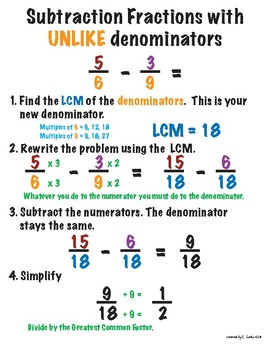 Subtraction Fractions with
UNLIKE denominators
5/6 - 3/9 =
1. Find the LCM of the denominators. This is your
new denominator.
Multiples of 6 = 6, 12, 18
Multiples of 9 = 9, 18, 27
LCM = 18
2. Rewrite the problem using the LCM.
5 x 3 / 6 x 3 - 3 x 2 / 9 x 2 15/18 - 6/18
Whatever you do to the numerator you must do to the denominator.
3. Subtract the numerators. The denominator
stays the same.
15/18 - 6/18 = 9/18
4. Simplify
9 ÷ 9 / 18 ÷ 9 = 1/2
Divide by the Greatest Common Factor.